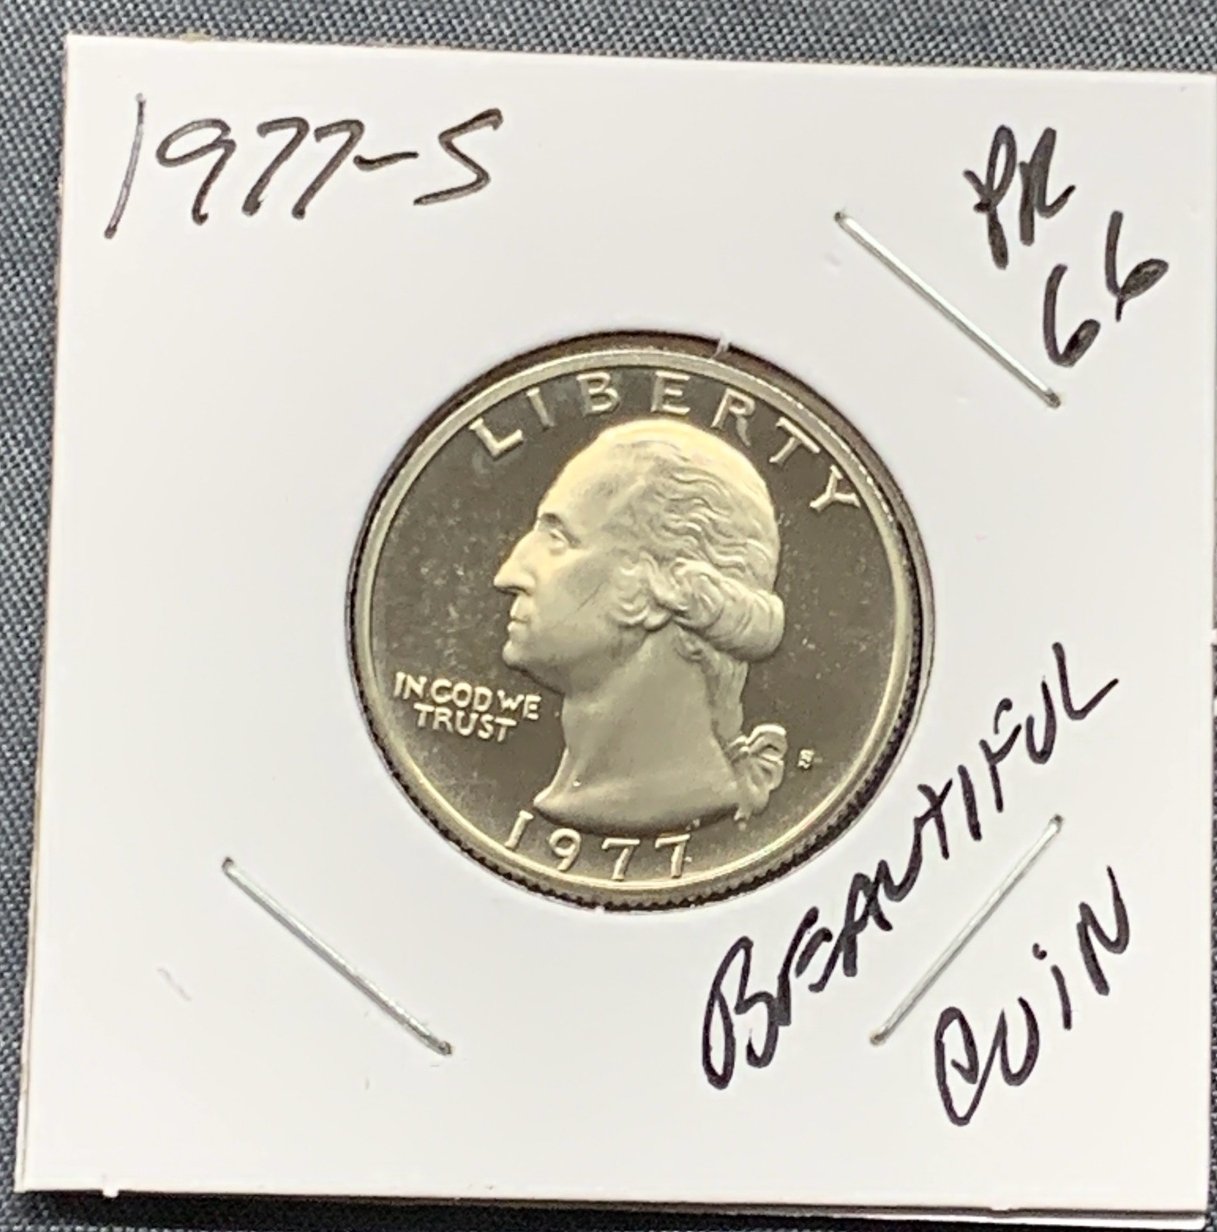 1977-S
PR
66
LIBERTY
IN GOD WE
TRUST
S
1977
BEAUTIFUL
COIN